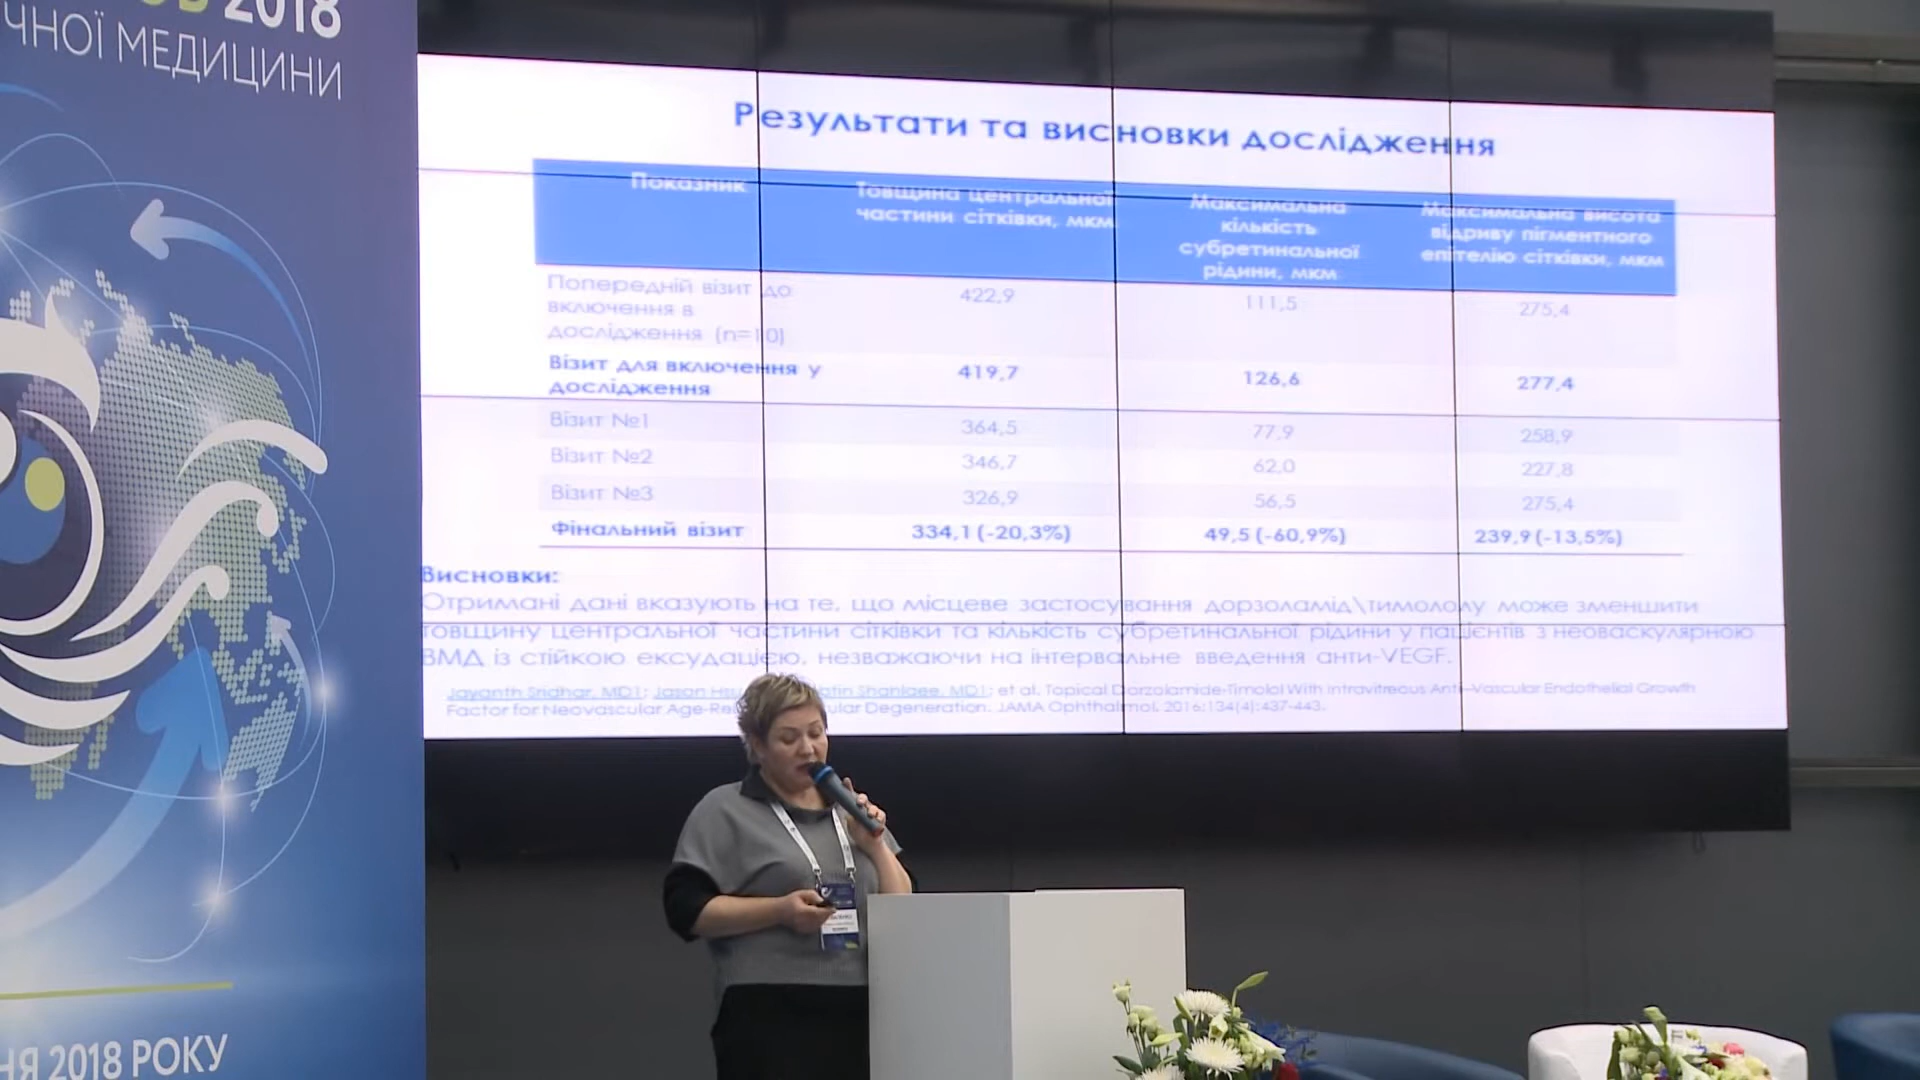 2018
ЧНОЇ МЕДИЦИНИ
НЯ 2018 РОКУ
Результати та висновки дослідження
Показник
Товщина центральної
частини сітківки, мкм
Максимальна
кількість
субретинальної
рідини, мкм
Максимальна висота
відриву пігментного
епітелію сітківки, мкм
Попередній візит до
включення в
дослідження (n=10)
422,9
111,5
275,4
Візит для включення у
дослідження
419,7
126,6
277,4
Візит №1
364,5
77,9
258,9
Візит №2
346,7
62,0
227,8
Візит №3
326,9
56,5
275,4
Фінальний візит
334,1 (-20,3%)
49,5 (-60,9%)
239,9 (-13,5%)
Висновки:
Отримані дані вказують на те, що місцеве застосування дорзоламід\тимололу може зменшити
товщину центральної частини сітківки та кількість субретинальної рідини у пацієнтів з неоваскулярною
ВМД із стійкою ексудацією, незважаючи на інтервальне введення анти-VEGF.
Jayanth Sridhar, MD1; Jason Hsu Shahlaee, MD1; et al. Topical Dorzolamide-Timolol With Intravitreous Anti–Vascular Endothelial Growth
Factor for Neovascular Degeneration. JAMA Ophthalmol. 2016;134(4):437-443.